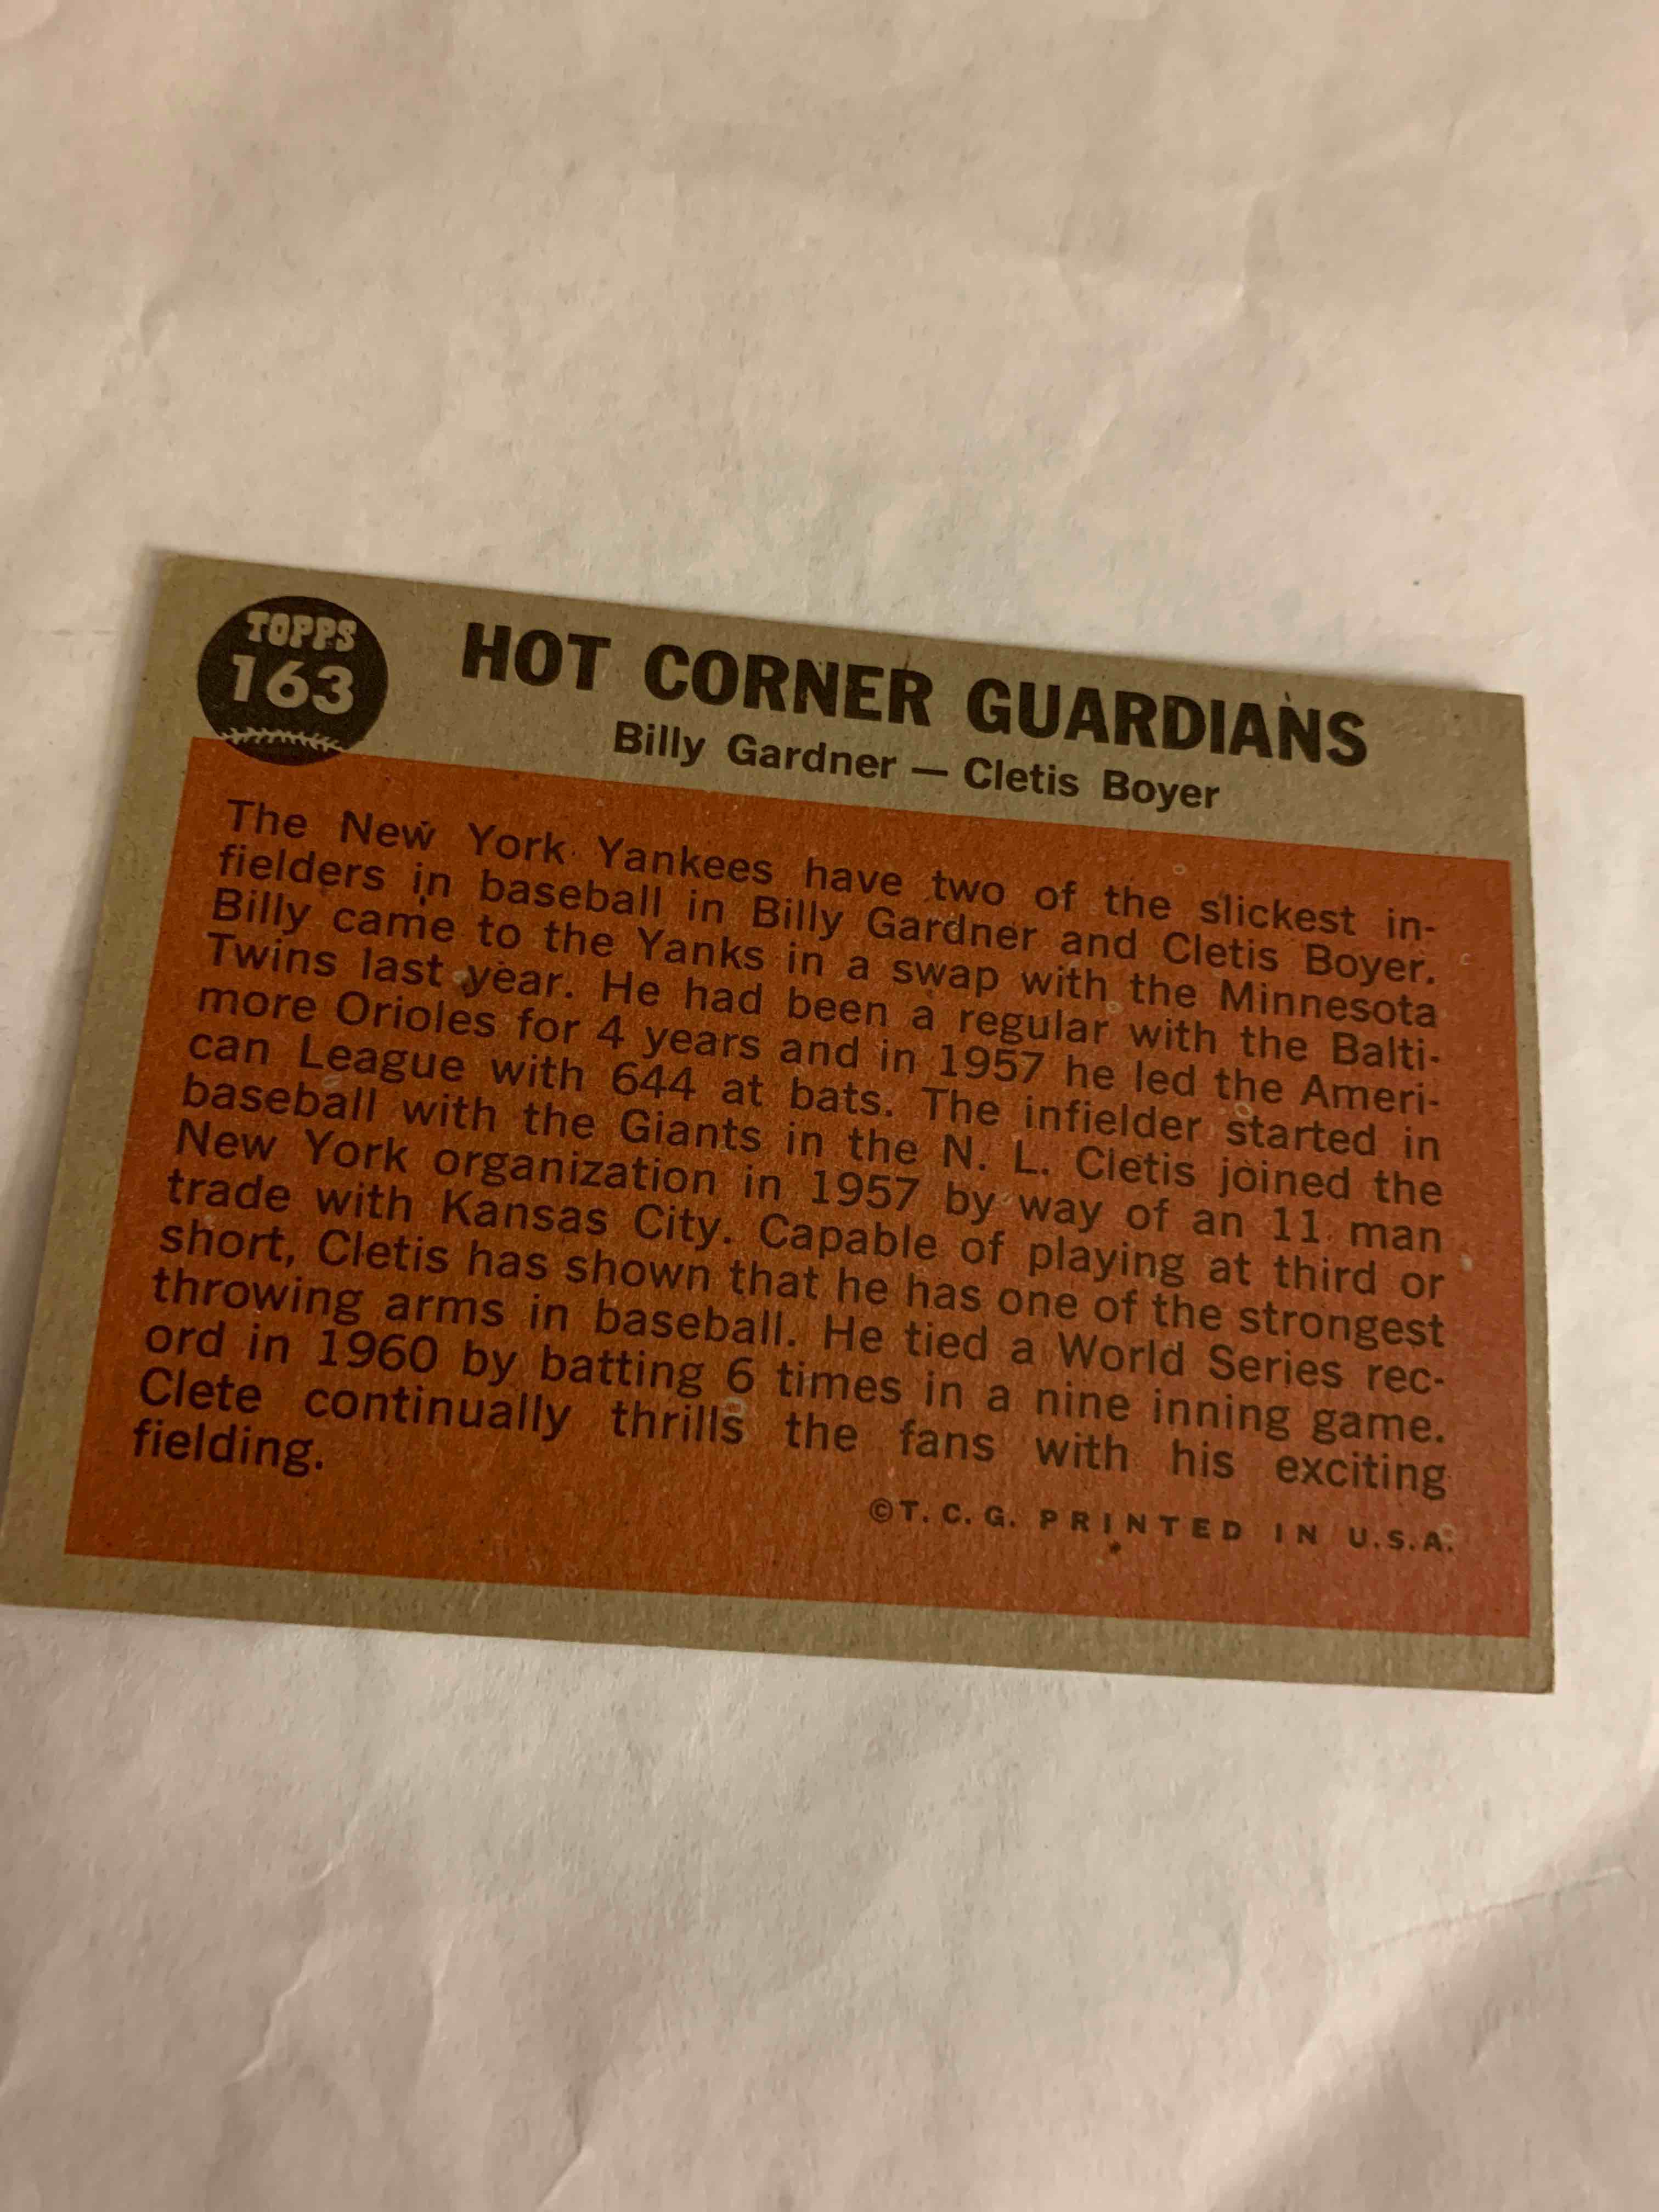 TOPPS
163
HOT CORNER GUARDIANS
Billy Gardner — Cletis Boyer
The New York Yankees have two of the slickest in-
fielders in baseball in Billy Gardner and Cletis Boyer.
Billy came to the Yanks in a swap with the Minnesota
Twins last year. He had been a regular with the Balti-
more Orioles for 4 years and in 1957 he led the Ameri-
can League with 644 at bats. The infielder started in
baseball with the Giants in the N. L. Cletis joined the
New York organization in 1957 by way of an 11 man
trade with Kansas City. Capable of playing at third or
short, Cletis has shown that he has one of the strongest
throwing arms in baseball. He tied a World Series rec-
ord in 1960 by batting 6 times in a nine inning game.
Clete continually thrills the fans with his exciting
fielding.
©T. C. G. PRINTED IN U.S.A.